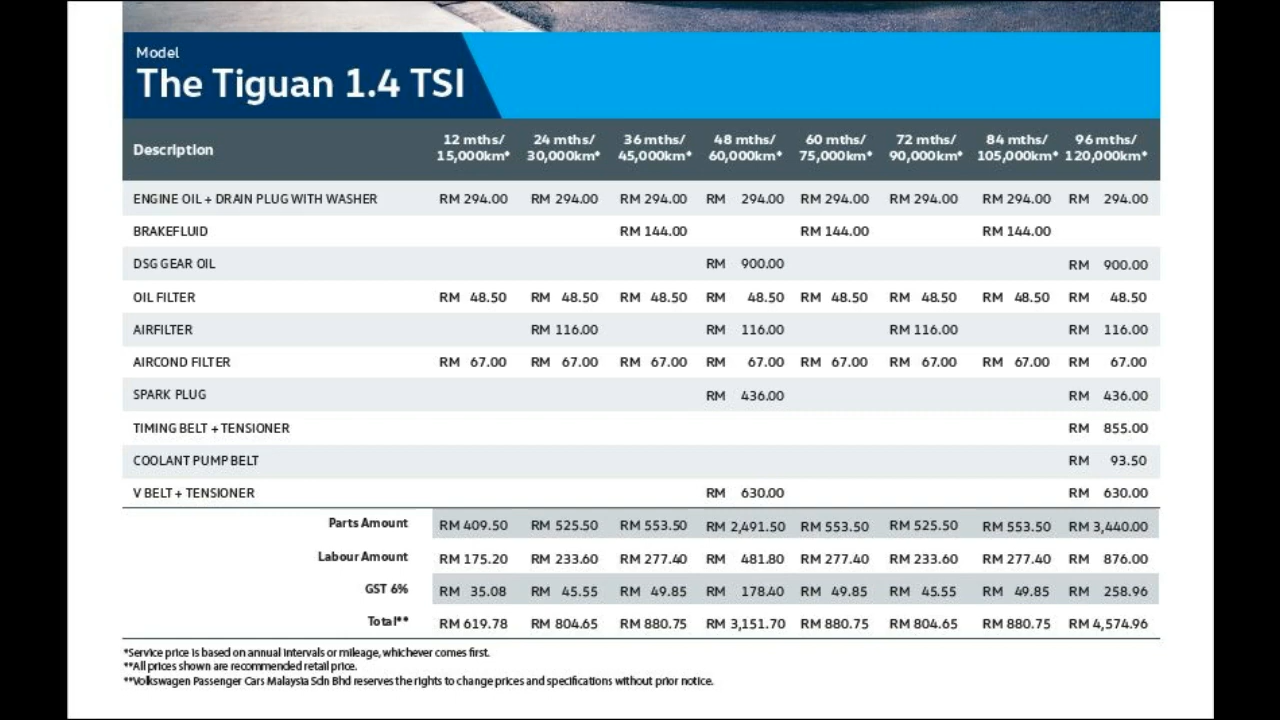 Model
The Tiguan 1.4 TSI
Description 12 mths/ 15,000km* 24 mths/ 30,000km* 36 mths/ 45,000km* 48 mths/ 60,000km* 60 mths/ 75,000km* 72 mths/ 90,000km* 84 mths/ 105,000km* 96 mths/ 120,000km*
ENGINE OIL + DRAIN PLUG WITH WASHER RM 294.00 RM 294.00 RM 294.00 RM 294.00 RM 294.00 RM 294.00 RM 294.00 RM 294.00
BRAKEFLUID RM 144.00 RM 144.00 RM 144.00
DSG GEAR OIL RM 900.00 RM 900.00
OIL FILTER RM 48.50 RM 48.50 RM 48.50 RM 48.50 RM 48.50 RM 48.50 RM 48.50 RM 48.50
AIRFILTER RM 116.00 RM 116.00 RM 116.00 RM 116.00
AIRCOND FILTER RM 67.00 RM 67.00 RM 67.00 RM 67.00 RM 67.00 RM 67.00 RM 67.00 RM 67.00
SPARK PLUG RM 436.00 RM 436.00
TIMING BELT + TENSIONER RM 855.00
COOLANT PUMP BELT RM 93.50
V BELT + TENSIONER RM 630.00 RM 630.00
Parts Amount RM 409.50 RM 525.50 RM 553.50 RM 2,491.50 RM 553.50 RM 525.50 RM 553.50 RM 3,440.00
Labour Amount RM 175.20 RM 233.60 RM 277.40 RM 481.80 RM 277.40 RM 233.60 RM 277.40 RM 876.00
GST 6% RM 35.08 RM 45.55 RM 49.85 RM 178.40 RM 49.85 RM 45.55 RM 49.85 RM 258.96
Total** RM 619.78 RM 804.65 RM 880.75 RM 3,151.70 RM 880.75 RM 804.65 RM 880.75 RM 4,574.96
*Service price is based on annual intervals or mileage, whichever comes first.
**All prices shown are recommended retail price.
**Volkswagen Passenger Cars Malaysia Sdn Bhd reserves the rights to change prices and specifications without prior notice.